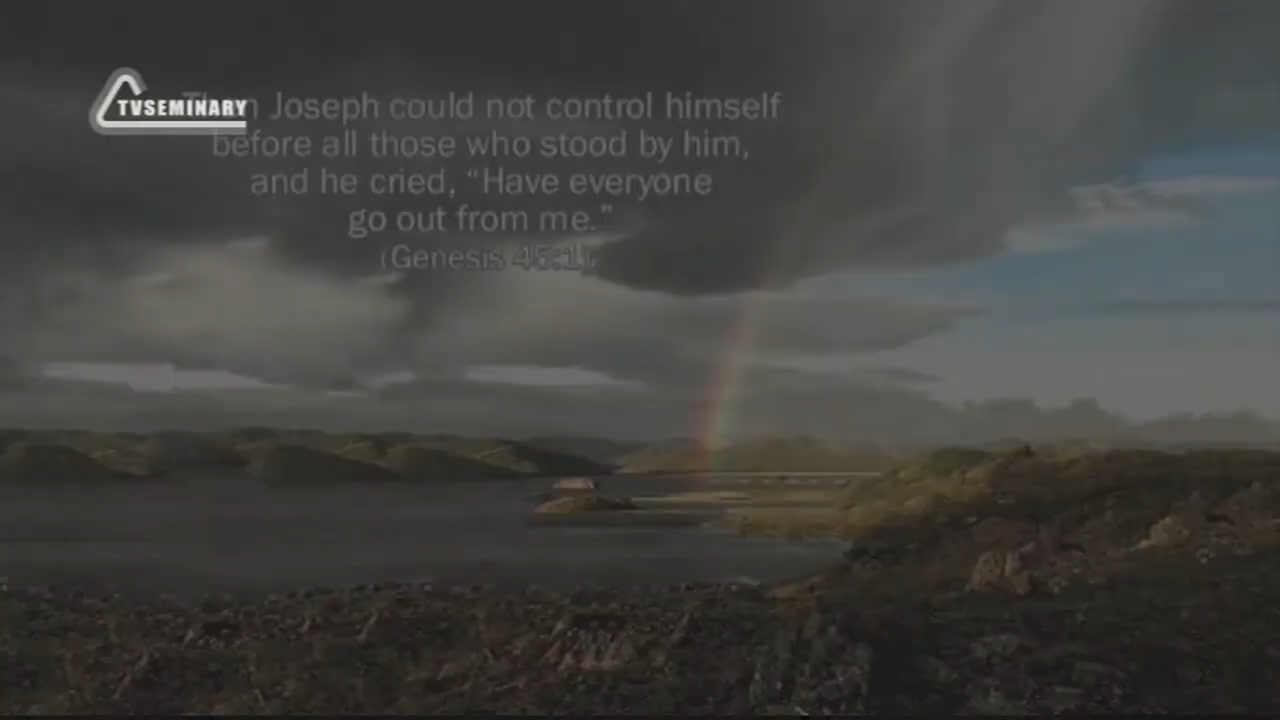 TVSEMINARY
Joseph could not control himself
before all those who stood by him,
and he cried, “Have everyone
go out from me.”
(Genesis 45:1)